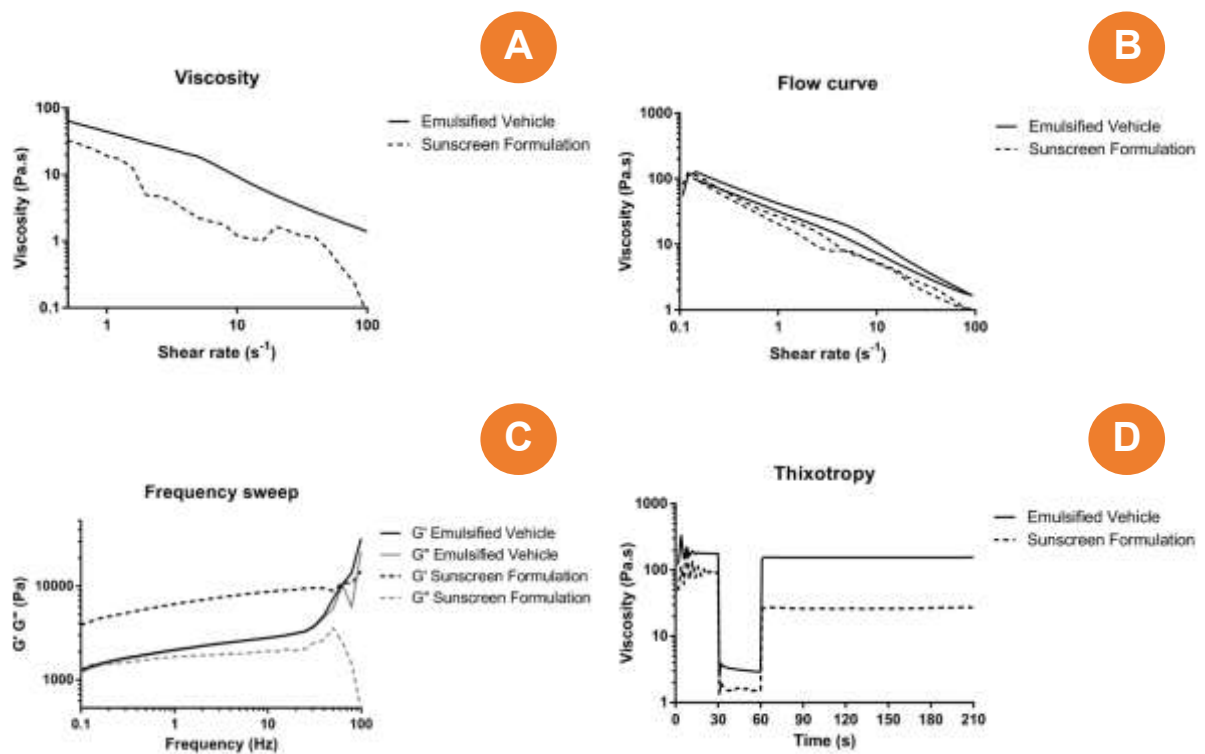 A
Viscosity
Viscosity (Pa.s)
100
10
1
0.1
1
10
100
Shear rate (s⁻¹)
Emulsified Vehicle
Sunscreen Formulation
B
Flow curve
Viscosity (Pa.s)
1000
100
10
1
0.1
1
10
100
Shear rate (s⁻¹)
Emulsified Vehicle
Sunscreen Formulation
C
Frequency sweep
G' G" (Pa)
10000
1000
0.1
1
10
100
Frequency (Hz)
G' Emulsified Vehicle
G" Emulsified Vehicle
G' Sunscreen Formulation
G" Sunscreen Formulation
D
Thixotropy
Viscosity (Pa.s)
1000
100
10
1
0
30
60
90
120
150
180
210
Time (s)
Emulsified Vehicle
Sunscreen Formulation